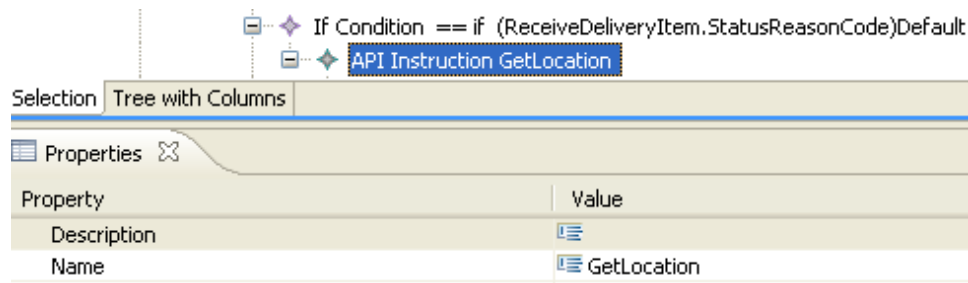 If Condition == if (ReceiveDeliveryItem.StatusReasonCode)Default
API Instruction GetLocation
Selection Tree with Columns
Properties
Property Value
Description
Name GetLocation